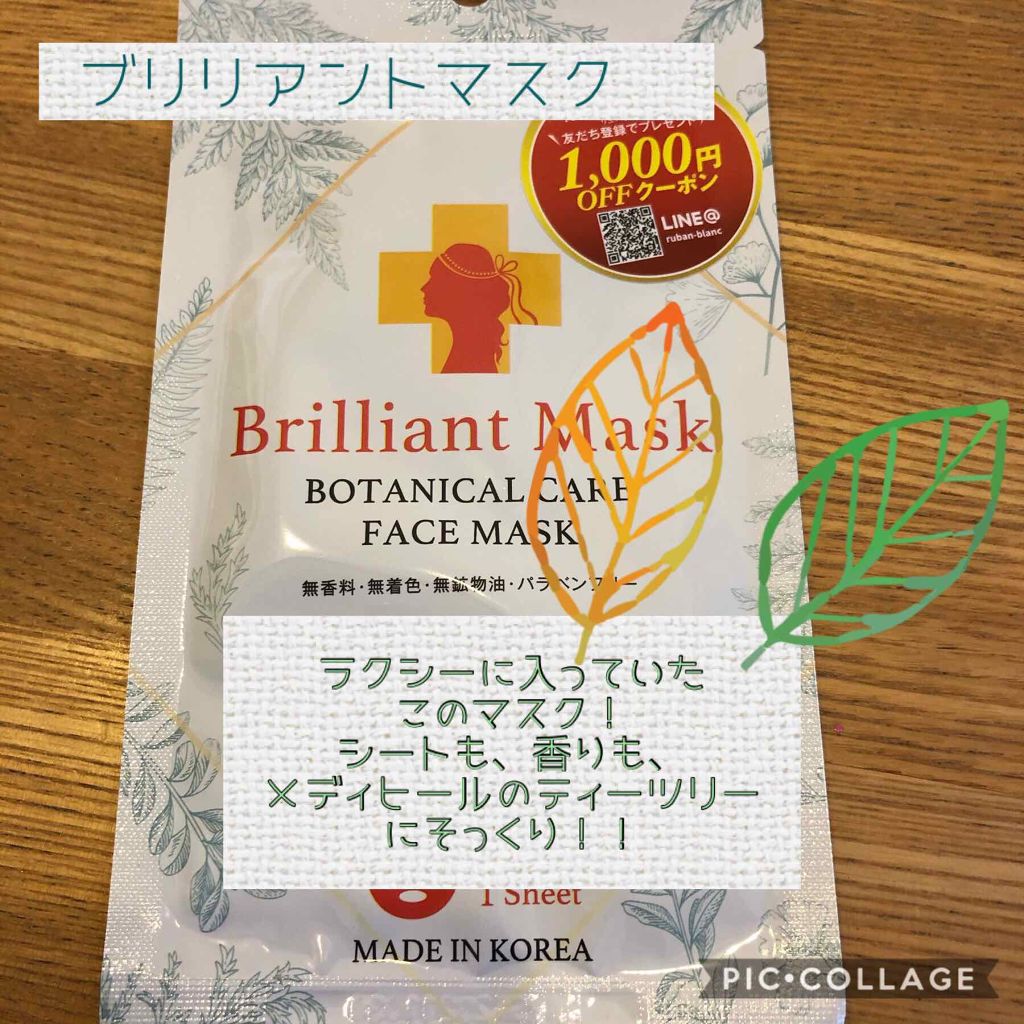 ブリリアントマスク
友だち登録でプレゼント
1,000円
OFFクーポン
LINE@
ruban-blanc
Brilliant Mask
BOTANICAL CARE
FACE MASK
無香料・無着色・無鉱物油・パラベンフリー
ラクシーに入っていた
このマスク！
シートも、香りも、
メディヒールのティーツリー
にそっくり！！
1 Sheet
MADE IN KOREA
PIC•COLLAGE